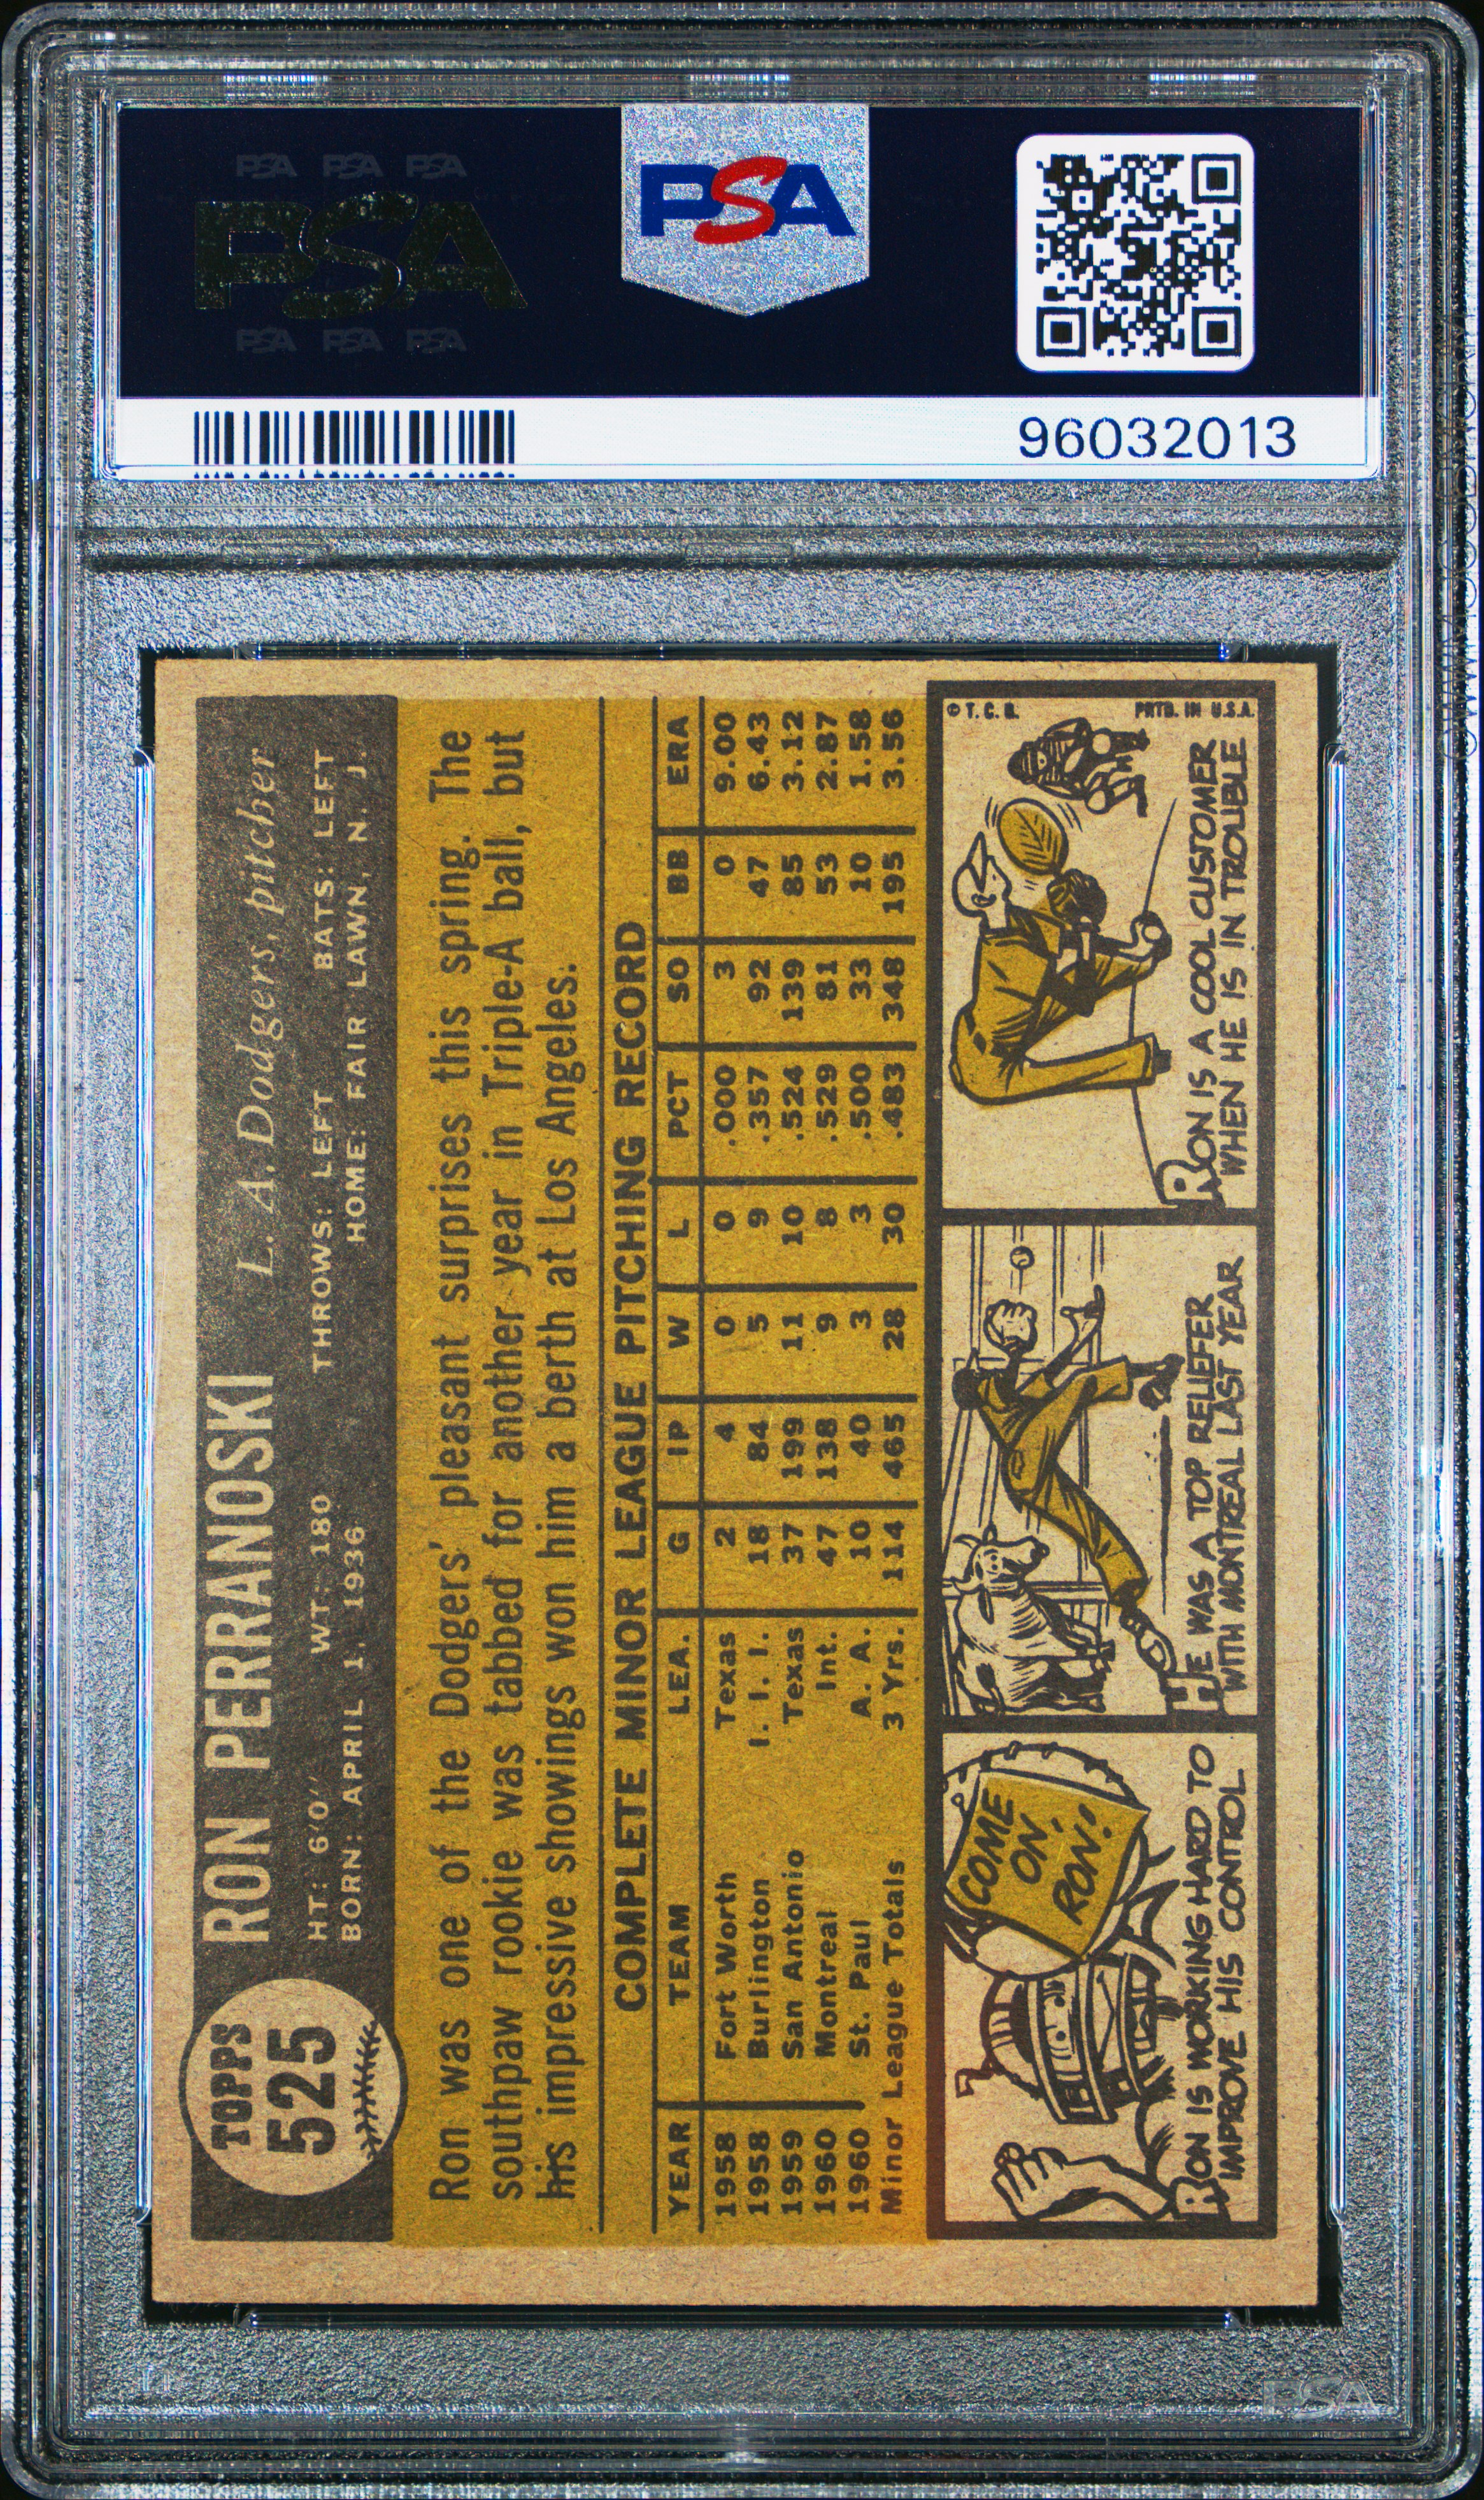 PSA PSA PSA
PSA
PSA PSA PSA
PSA
96032013
TOPPS
525
RON PERRANOSKI L. A. Dodgers, pitcher
HT: 6'0" WT: 180 THROWS: LEFT BATS: LEFT
BORN: APRIL 1, 1936 HOME: FAIR LAWN, N. J.
Ron was one of the Dodgers' pleasant surprises this spring. The
southpaw rookie was tabbed for another year in Triple-A ball, but
his impressive showings won him a berth at Los Angeles.
COMPLETE MINOR LEAGUE PITCHING RECORD
YEAR TEAM LEA. G IP W L PCT SO BB ERA
1958 Fort Worth Texas 2 4 0 0 .000 3 0 9.00
1958 Burlington I. I. I. 18 84 5 9 .357 92 47 6.43
1959 San Antonio Texas 37 199 11 10 .524 139 85 3.12
1960 Montreal Int. 47 138 9 8 .529 81 53 2.87
1960 St. Paul A. A. 10 40 3 3 .500 33 10 1.58
Minor League Totals 3 Yrs. 114 465 28 30 .483 348 195 3.56
COME
ON,
RON!
RON IS WORKING HARD TO
IMPROVE HIS CONTROL
HE WAS A TOP RELIEFER
WITH MONTREAL LAST YEAR
© T. C. G.
PRTD. IN U.S.A.
RON IS A COOL CUSTOMER
WHEN HE IS IN TROUBLE
PSA